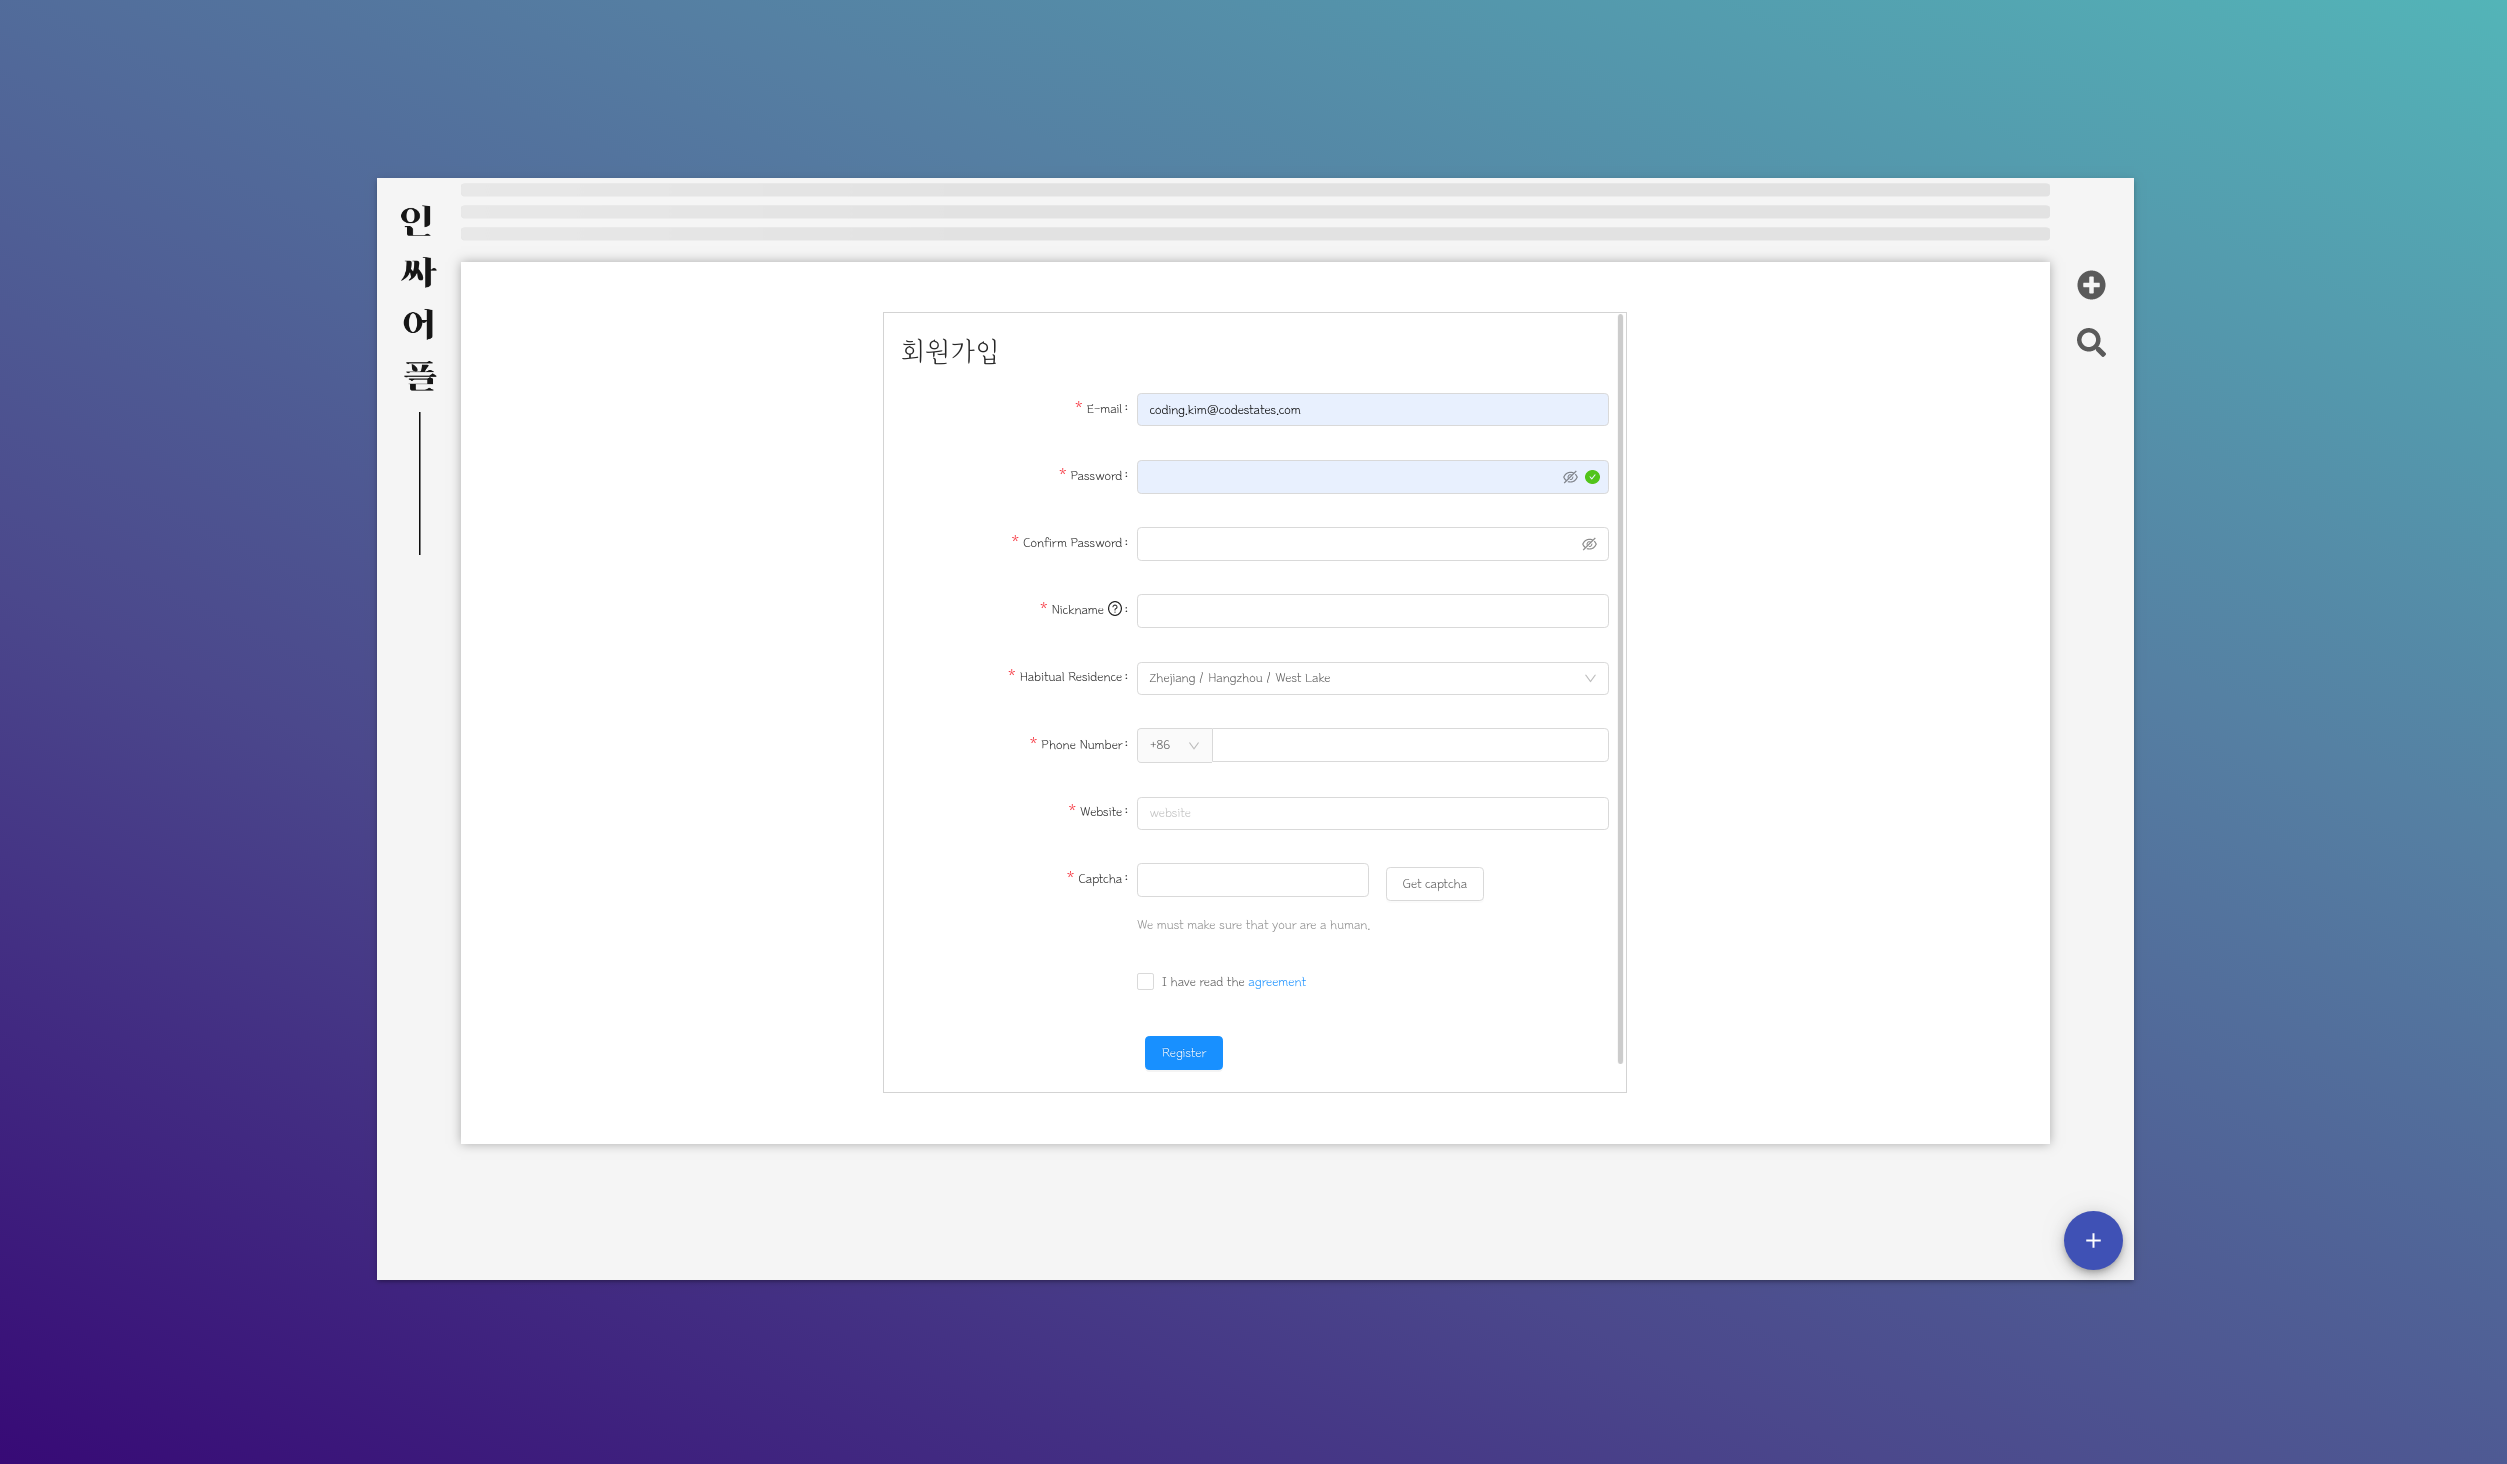 인
싸
어
플
회원가입
* E-mail: coding.kim@codestates.com
* Password:
* Confirm Password:
* Nickname :
* Habitual Residence: Zhejiang / Hangzhou / West Lake
* Phone Number: +86
* Website: website
* Captcha: Get captcha
We must make sure that your are a human.
I have read the agreement
Register